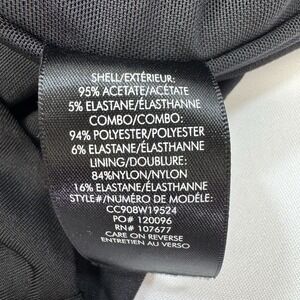 SHELL/EXTÉRIEUR:
95% ACETATE/ACÉTATE
5% ELASTANE/ÉLASTHANNE
COMBO/COMBO:
94% POLYESTER/POLYESTER
6% ELASTANE/ÉLASTHANNE
LINING/DOUBLURE:
84%NYLON/NYLON
16% ELASTANE/ÉLASTHANNE
STYLE#/NUMÉRO DE MODÈLE:
CC908W19524
PO# 120096
RN# 107677
CARE ON REVERSE
ENTRETIEN AU VERSO